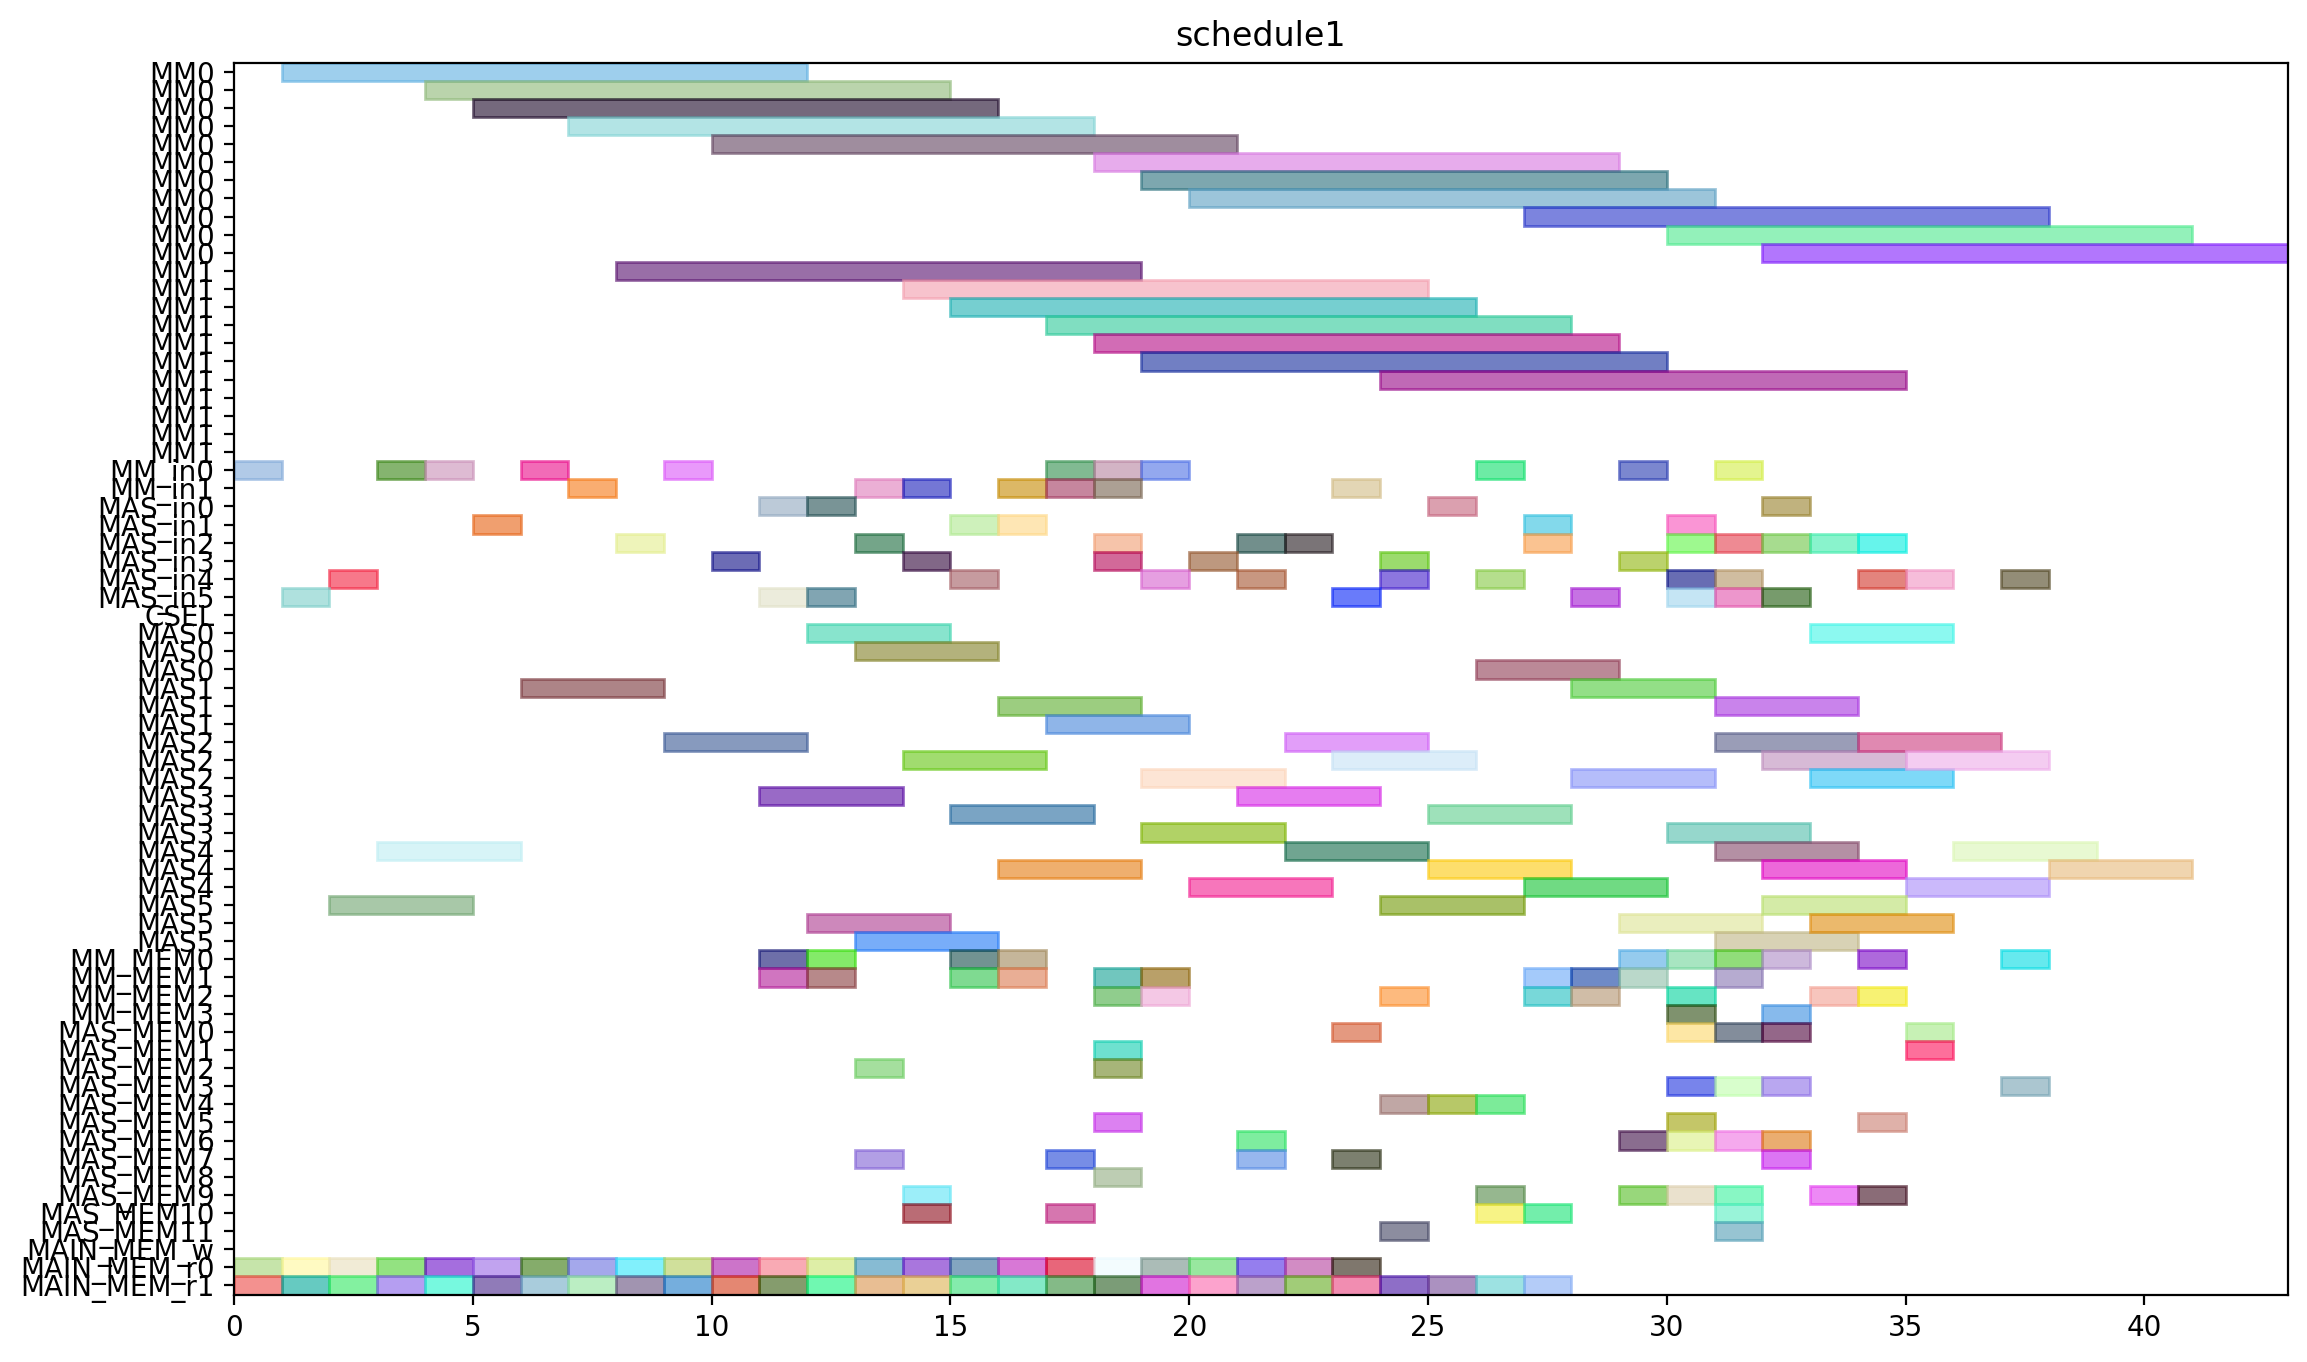 schedule1
MM0
MM0
MM0
MM0
MM0
MM0
MM0
MM0
MM0
MM0
MM0
MM1
MM1
MM1
MM1
MM1
MM1
MM1
MM1
MM1
MM1
MM1
MM_in0
MM_in1
MAS_in0
MAS_in1
MAS_in2
MAS_in3
MAS_in4
MAS_in5
CSEL
MAS0
MAS0
MAS0
MAS1
MAS1
MAS1
MAS2
MAS2
MAS2
MAS3
MAS3
MAS3
MAS4
MAS4
MAS4
MAS5
MAS5
MAS5
MM_MEM0
MM_MEM1
MM_MEM2
MM_MEM3
MAS_MEM0
MAS_MEM1
MAS_MEM2
MAS_MEM3
MAS_MEM4
MAS_MEM5
MAS_MEM6
MAS_MEM7
MAS_MEM8
MAS_MEM9
MAS_MEM10
MAS_MEM11
MAIN_MEM_w
MAIN_MEM_r0
MAIN_MEM_r1
0 5 10 15 20 25 30 35 40